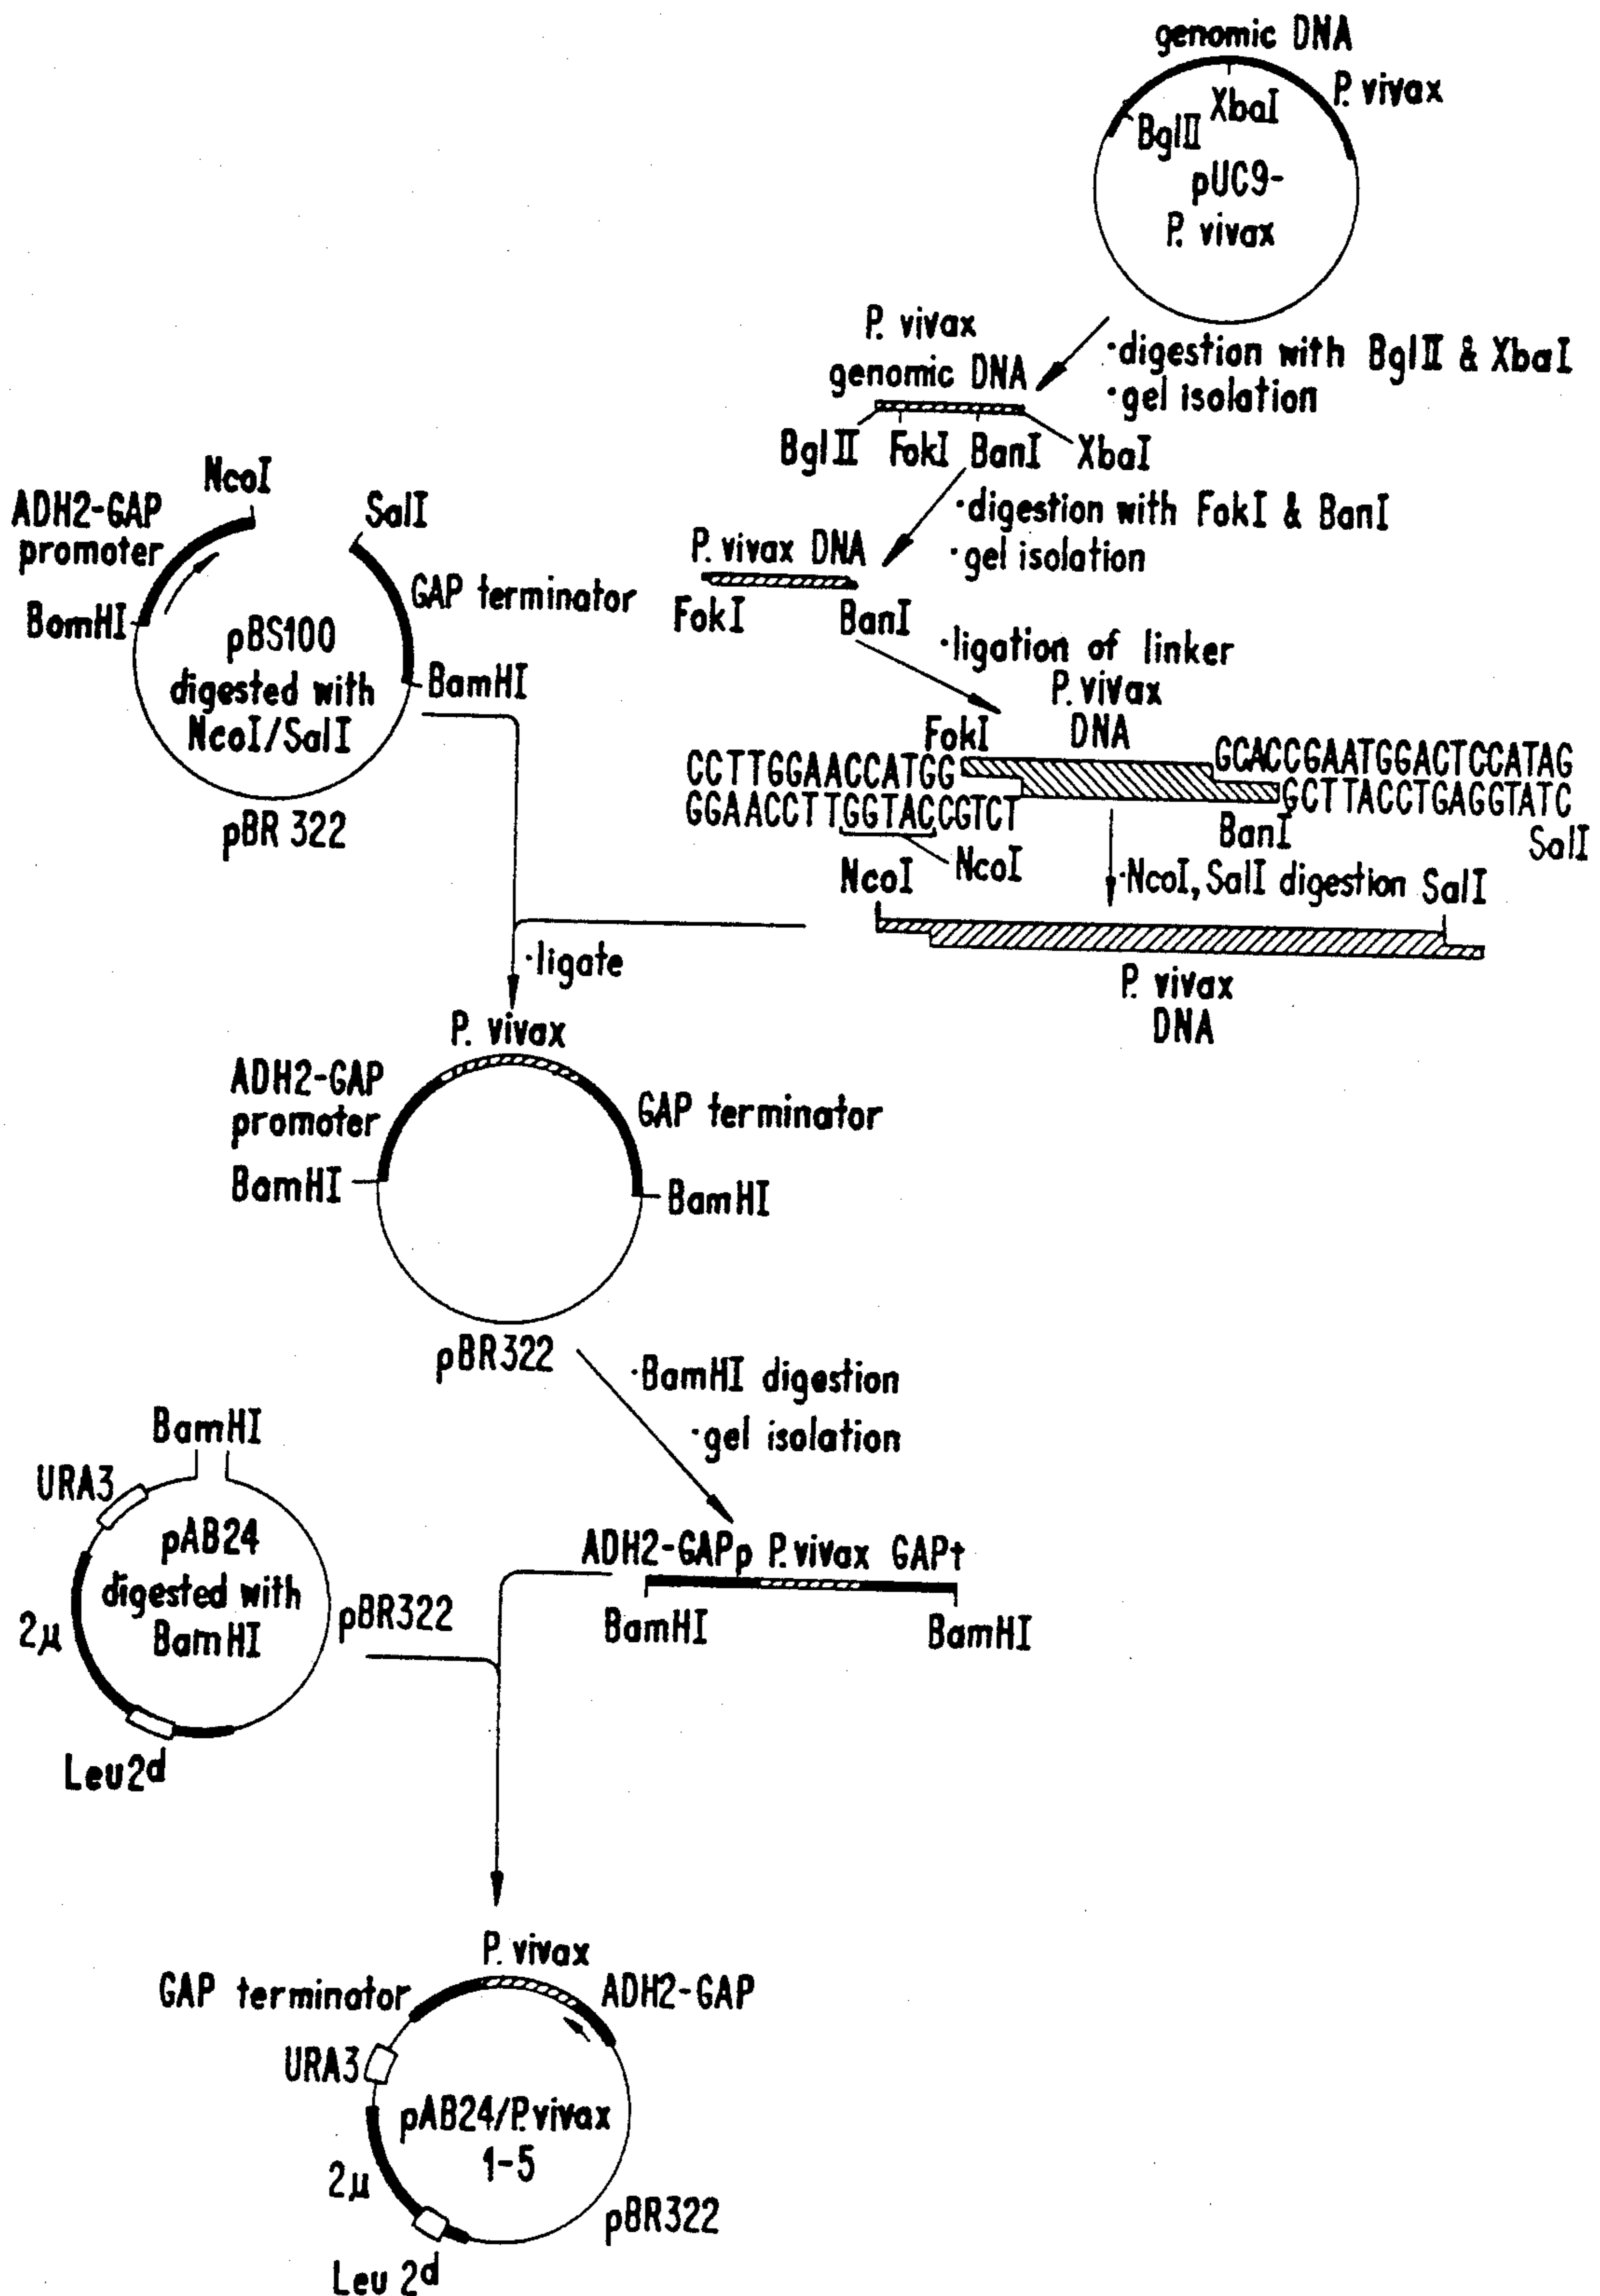 genomic DNA
P. vivax
XbaI
BglII
pUC9-
P. vivax
P. vivax
genomic DNA
·digestion with BglII & XbaI
·gel isolation
BglII FokI BanI XbaI
·digestion with FokI & BanI
·gel isolation
P. vivax DNA
FokI BanI
·ligation of linker
P. vivax
DNA
FokI
CCTTGGAACCATGG
GCACCGAATGGACTCCATAG
GGAACCTTGGTACCGTCT
GCTTACCTGAGGTATC
BanI
SalI
NcoI
·NcoI, SalI digestion
NcoI
SalI
P. vivax
DNA
NcoI
ADH2-GAP
promoter
SalI
GAP terminator
BamHI
pBS100
digested with
NcoI/SalI
BamHI
pBR 322
·ligate
P. vivax
ADH2-GAP
promoter
GAP terminator
BamHI
BamHI
pBR322
·BamHI digestion
·gel isolation
BamHI
URA3
pAB24
digested with
BamHI
2μ
pBR322
Leu2d
ADH2-GAPp P.vivax GAPt
BamHI BamHI
P. vivax
GAP terminator
ADH2-GAP
URA3
pAB24/P.vivax
1-5
2μ
pBR322
Leu 2d